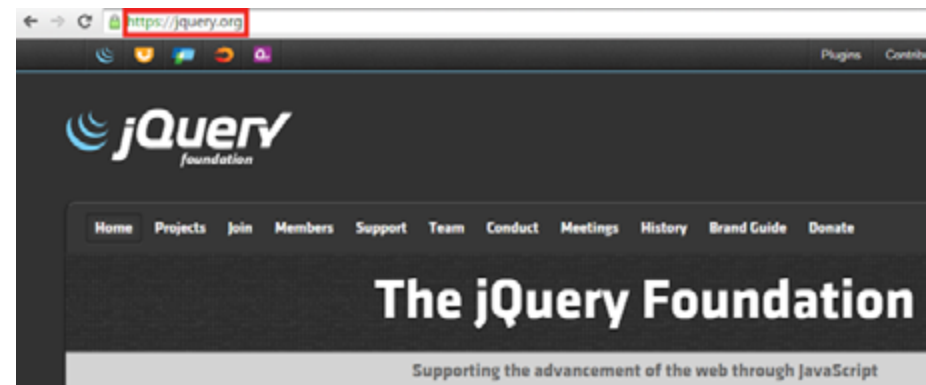 https://jquery.org
Plugins
jQuery
foundation
Home Projects Join Members Support Team Conduct Meetings History Brand Guide Donate
The jQuery Foundation
Supporting the advancement of the web through JavaScript